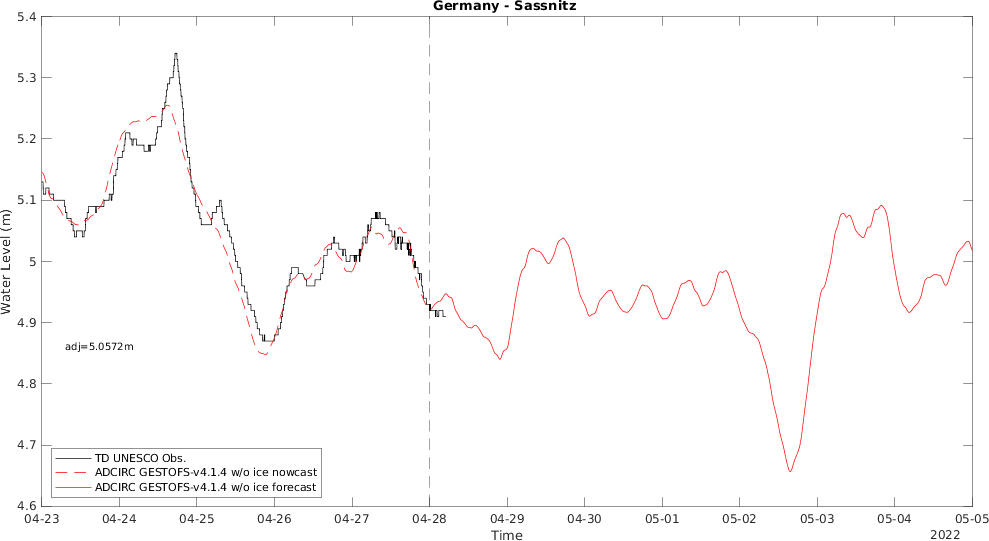 Germany - Sassnitz
5.4
5.3
5.2
5.1
5
4.9
4.8
4.7
4.6
Water Level (m)
adj=5.0572m
TD UNESCO Obs.
ADCIRC GESTOFS-v4.1.4 w/o ice nowcast
ADCIRC GESTOFS-v4.1.4 w/o ice forecast
04-23 04-24 04-25 04-26 04-27 04-28 04-29 04-30 05-01 05-02 05-03 05-04 05-05
Time
2022